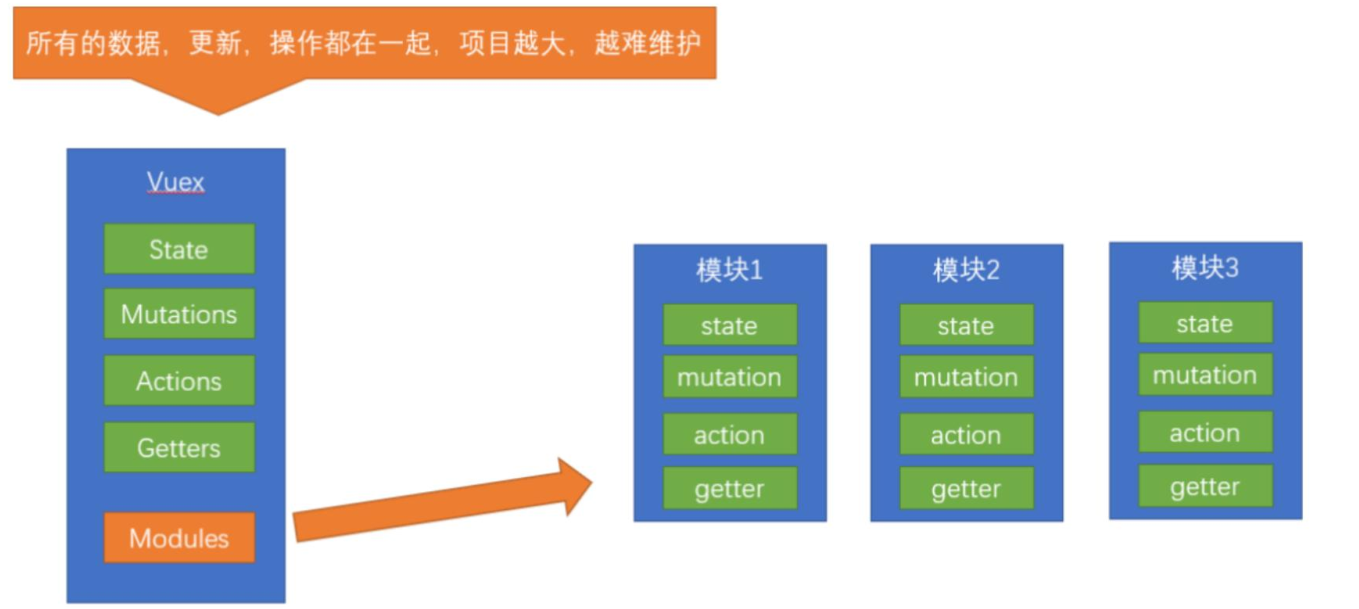 所有的数据，更新，操作都在一起，项目越大，越难维护
Vuex
State
Mutations
Actions
Getters
Modules
模块1
state
mutation
action
getter
模块2
state
mutation
action
getter
模块3
state
mutation
action
getter